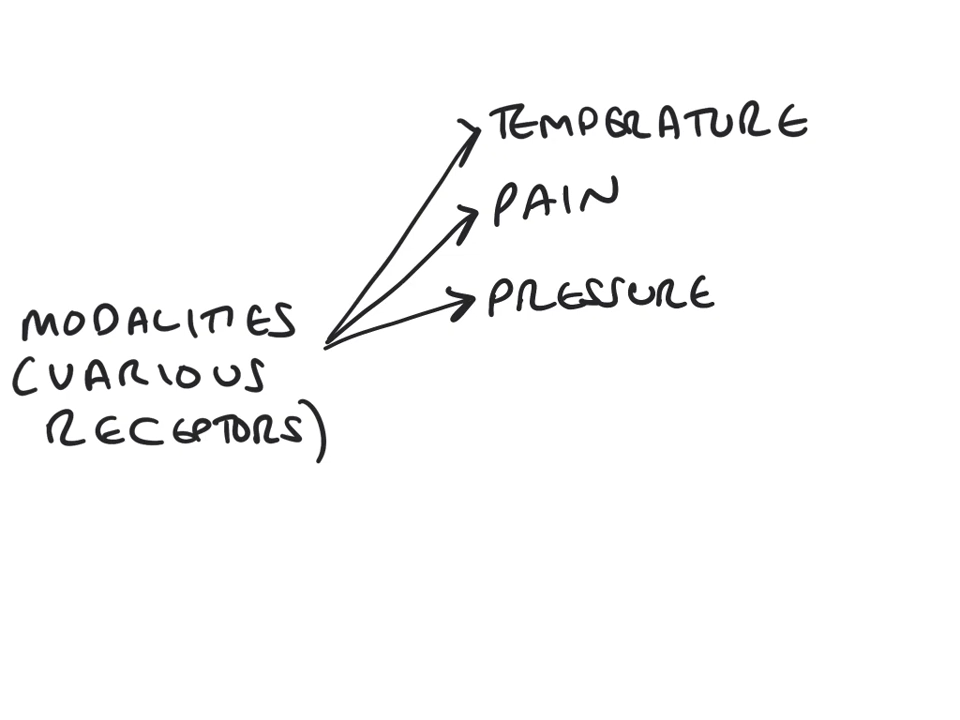 TEMPERATURE
PAIN
PRESSURE
MODALITIES
(VARIOUS
RECEPTORS)